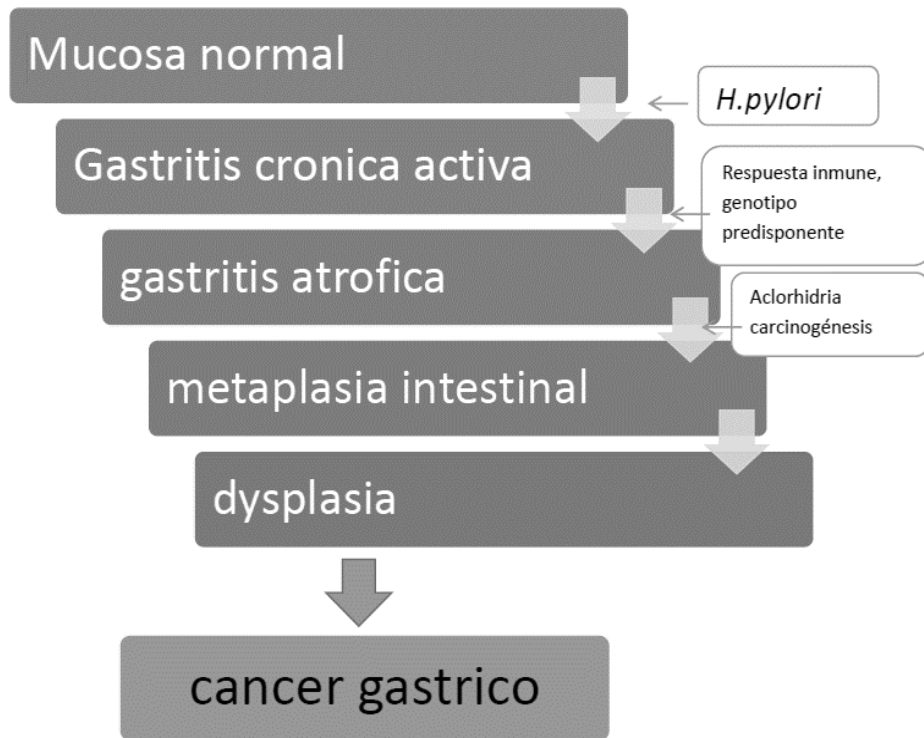 Mucosa normal
H.pylori
Gastritis cronica activa
Respuesta inmune,
genotipo
predisponente
gastritis atrofica
Aclorhidria
carcinogénesis
metaplasia intestinal
dysplasia
cancer gastrico